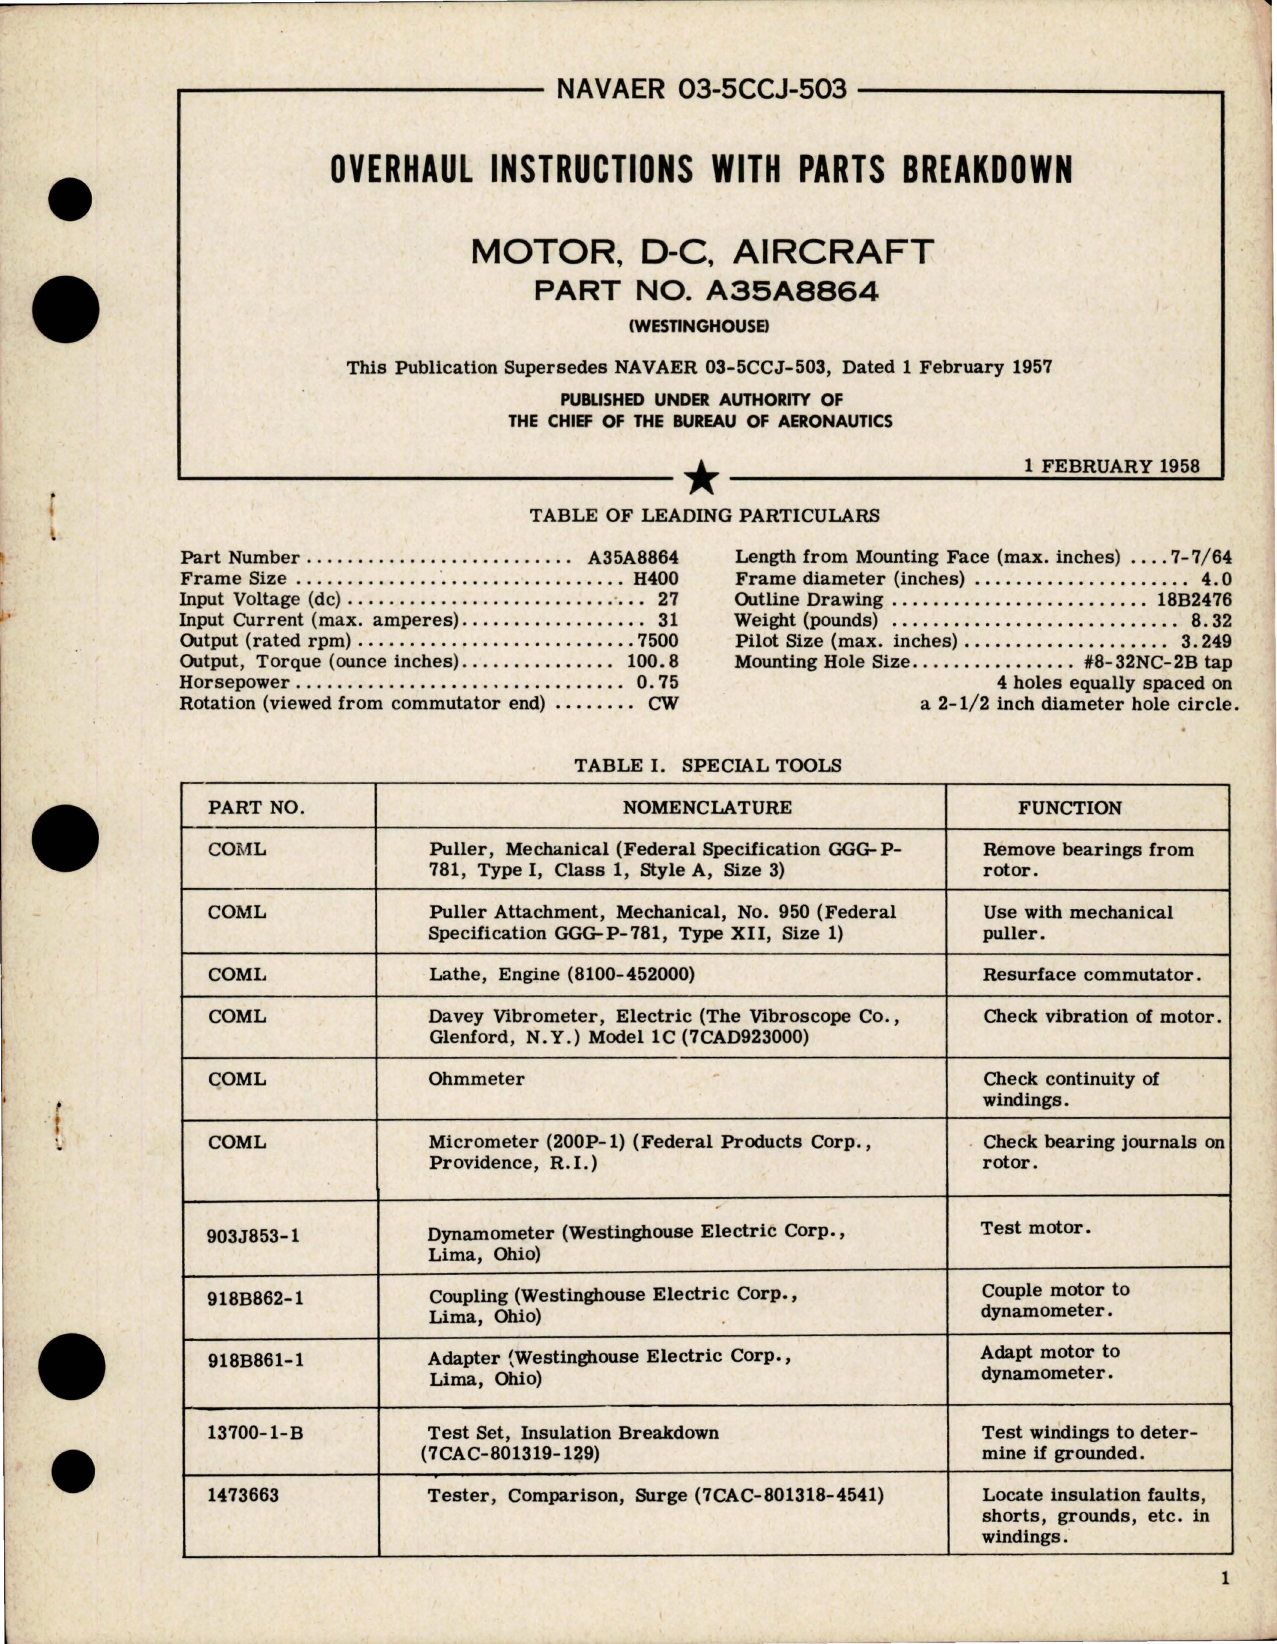 NAVAER 03-5CCJ-503
OVERHAUL INSTRUCTIONS WITH PARTS BREAKDOWN
MOTOR, D-C, AIRCRAFT
PART NO. A35A8864
(WESTINGHOUSE)
This Publication Supersedes NAVAER 03-5CCJ-503, Dated 1 February 1957
PUBLISHED UNDER AUTHORITY OF
THE CHIEF OF THE BUREAU OF AERONAUTICS
1 FEBRUARY 1958
TABLE OF LEADING PARTICULARS
Part Number .......................... A35A8864
Frame Size ................................ H400
Input Voltage (dc) ............................. 27
Input Current (max. amperes).................. 31
Output (rated rpm) ........................... 7500
Output, Torque (ounce inches)............... 100.8
Horsepower ................................ 0.75
Rotation (viewed from commutator end) ........ CW
Length from Mounting Face (max. inches) .... 7-7/64
Frame diameter (inches) ..................... 4.0
Outline Drawing ......................... 18B2476
Weight (pounds) ............................ 8.32
Pilot Size (max. inches) .................... 3.249
Mounting Hole Size................ #8-32NC-2B tap
4 holes equally spaced on
a 2-1/2 inch diameter hole circle.
TABLE I. SPECIAL TOOLS
PART NO. NOMENCLATURE FUNCTION
COML Puller, Mechanical (Federal Specification GGG-P- Remove bearings from
781, Type I, Class 1, Style A, Size 3) rotor.
COML Puller Attachment, Mechanical, No. 950 (Federal Use with mechanical
Specification GGG-P-781, Type XII, Size 1) puller.
COML Lathe, Engine (8100-452000) Resurface commutator.
COML Davey Vibrometer, Electric (The Vibroscope Co., Check vibration of motor.
Glenford, N.Y.) Model 1C (7CAD923000)
COML Ohmmeter Check continuity of
windings.
COML Micrometer (200P-1) (Federal Products Corp., Check bearing journals on
Providence, R.I.) rotor.
903J853-1 Dynamometer (Westinghouse Electric Corp., Test motor.
Lima, Ohio)
918B862-1 Coupling (Westinghouse Electric Corp., Couple motor to
Lima, Ohio) dynamometer.
918B861-1 Adapter (Westinghouse Electric Corp., Adapt motor to
Lima, Ohio) dynamometer.
13700-1-B Test Set, Insulation Breakdown Test windings to deter-
(7CAC-801319-129) mine if grounded.
1473663 Tester, Comparison, Surge (7CAC-801318-4541) Locate insulation faults,
shorts, grounds, etc. in
windings.
1